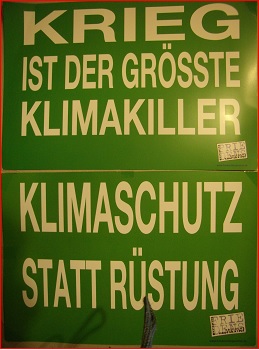 KRIEG
IST DER GRÖSSTE
KLIMAKILLER
KLIMASCHUTZ
STATT RÜSTUNG